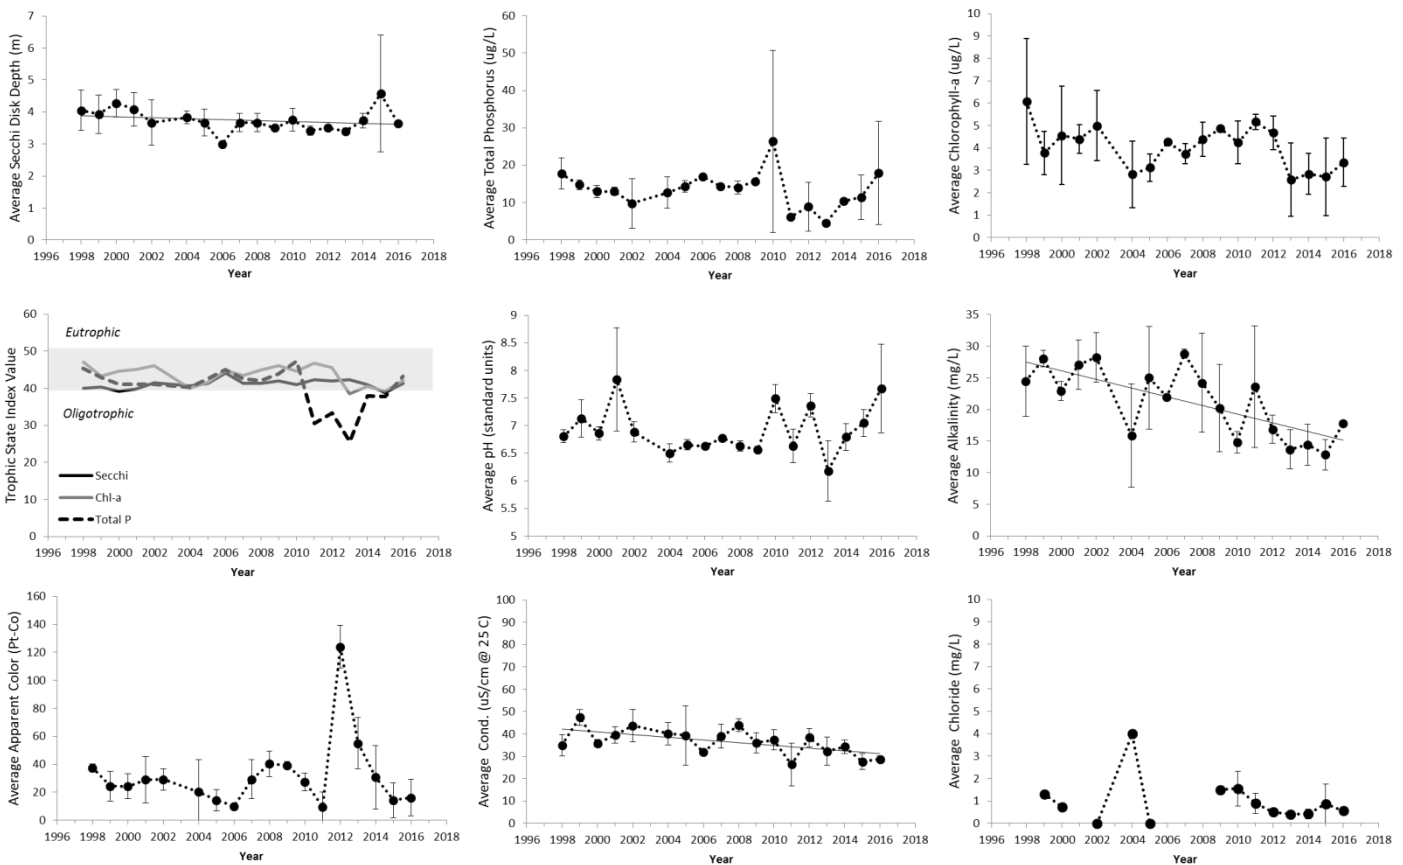 Average Secchi Disk Depth (m)
7
6
5
4
3
2
1
0
1996 1998 2000 2002 2004 2006 2008 2010 2012 2014 2016 2018
Year
Average Total Phosphorus (ug/L)
60
50
40
30
20
10
0
1996 1998 2000 2002 2004 2006 2008 2010 2012 2014 2016 2018
Year
Average Chlorophyll-a (ug/L)
10
9
8
7
6
5
4
3
2
1
0
1996 1998 2000 2002 2004 2006 2008 2010 2012 2014 2016 2018
Year
Trophic State Index Value
60
50
40
30
20
10
0
Eutrophic
Oligotrophic
Secchi
Chl-a
Total P
1996 1998 2000 2002 2004 2006 2008 2010 2012 2014 2016 2018
Year
Average pH (standard units)
9
8.5
8
7.5
7
6.5
6
5.5
5
1996 1998 2000 2002 2004 2006 2008 2010 2012 2014 2016 2018
Year
Average Alkalinity (mg/L)
35
30
25
20
15
10
5
0
1996 1998 2000 2002 2004 2006 2008 2010 2012 2014 2016 2018
Year
Average Apparent Color (Pt-Co)
160
140
120
100
80
60
40
20
0
1996 1998 2000 2002 2004 2006 2008 2010 2012 2014 2016 2018
Year
Average Cond. (uS/cm @ 25 C)
100
90
80
70
60
50
40
30
20
10
0
1996 1998 2000 2002 2004 2006 2008 2010 2012 2014 2016 2018
Year
Average Chloride (mg/L)
10
9
8
7
6
5
4
3
2
1
0
1996 1998 2000 2002 2004 2006 2008 2010 2012 2014 2016 2018
Year